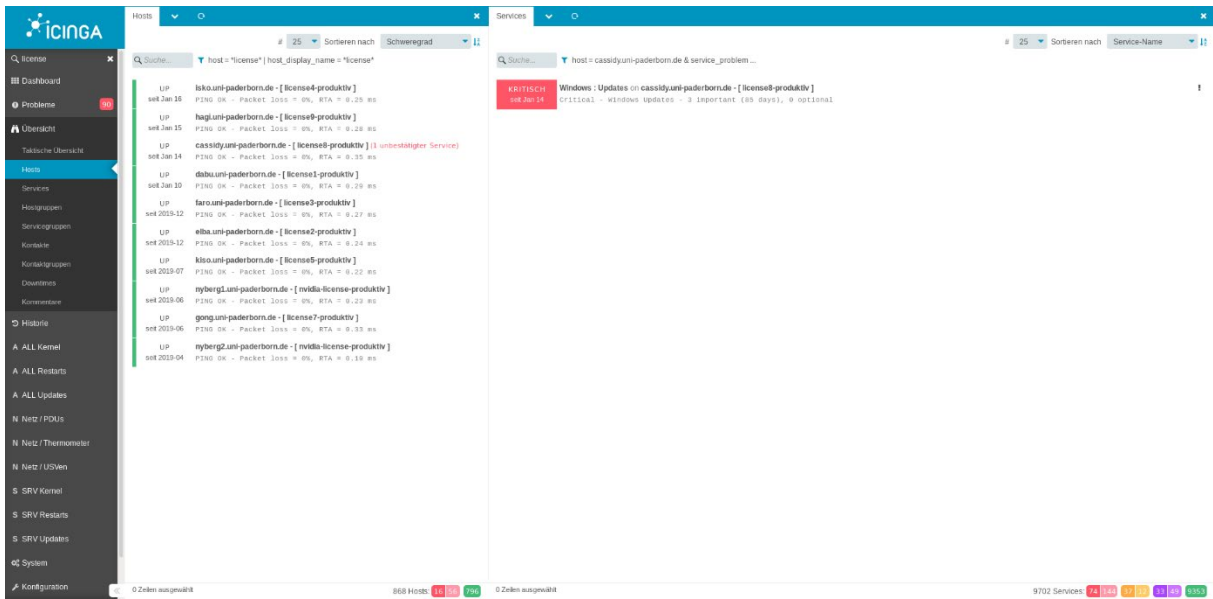 ICINGA
license
Dashboard
Probleme 90
Übersicht
Taktische Übersicht
Hosts
Services
Hostgruppen
Servicegruppen
Kontakte
Kontaktgruppen
Downtimes
Kommentare
Historie
A ALL Kernel
A ALL Restarts
A ALL Updates
N Netz / PDUs
N Netz / Thermometer
N Netz / USVen
S SRV Kernel
S SRV Restarts
S SRV Updates
System
Konfiguration
Hosts
# 25 Sortieren nach Schweregrad
Suche... host = *license* | host_display_name = *license*
UP isko.uni-paderborn.de - [ license4-produktiv ]
seit Jan 16 PING OK - Packet loss = 0%, RTA = 0.25 ms
UP hagi.uni-paderborn.de - [ license9-produktiv ]
seit Jan 15 PING OK - Packet loss = 0%, RTA = 0.28 ms
UP cassidy.uni-paderborn.de - [ license8-produktiv ] (1 unbestätigter Service)
seit Jan 14 PING OK - Packet loss = 0%, RTA = 0.35 ms
UP dabu.uni-paderborn.de - [ license1-produktiv ]
seit Jan 10 PING OK - Packet loss = 0%, RTA = 0.29 ms
UP faro.uni-paderborn.de - [ license3-produktiv ]
seit 2019-12 PING OK - Packet loss = 0%, RTA = 0.27 ms
UP elba.uni-paderborn.de - [ license2-produktiv ]
seit 2019-12 PING OK - Packet loss = 0%, RTA = 0.24 ms
UP kiso.uni-paderborn.de - [ license5-produktiv ]
seit 2019-07 PING OK - Packet loss = 0%, RTA = 0.22 ms
UP nyberg1.uni-paderborn.de - [ nvidia-license-produktiv ]
seit 2019-06 PING OK - Packet loss = 0%, RTA = 0.23 ms
UP gong.uni-paderborn.de - [ license7-produktiv ]
seit 2019-06 PING OK - Packet loss = 0%, RTA = 0.33 ms
UP nyberg2.uni-paderborn.de - [ nvidia-license-produktiv ]
seit 2019-04 PING OK - Packet loss = 0%, RTA = 0.19 ms
0 Zeilen ausgewählt 868 Hosts: 16 56 796
Services
# 25 Sortieren nach Service-Name
Suche... host = cassidy.uni-paderborn.de & service_problem ...
KRITISCH Windows : Updates on cassidy.uni-paderborn.de - [ license8-produktiv ] !
seit Jan 14 Critical - Windows Updates - 3 important (85 days), 0 optional
0 Zeilen ausgewählt 9702 Services: 74 144 37 33 49 9353